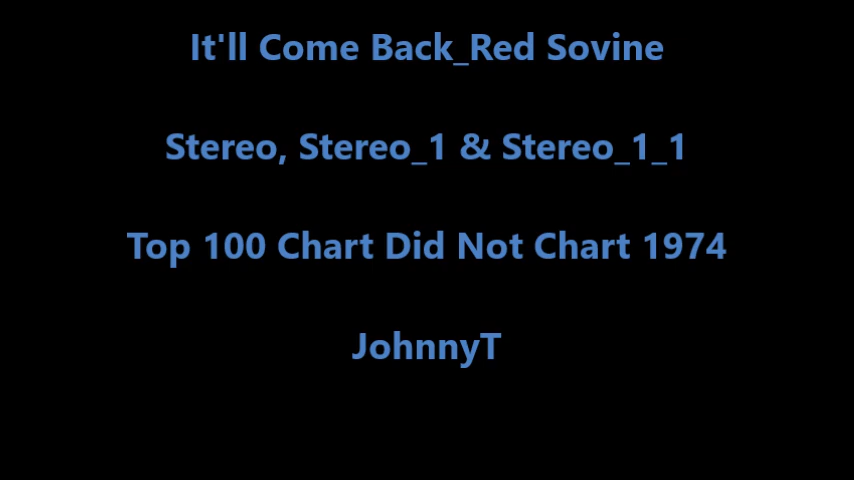 It'll Come Back_Red Sovine
Stereo, Stereo_1 & Stereo_1_1
Top 100 Chart Did Not Chart 1974
JohnnyT